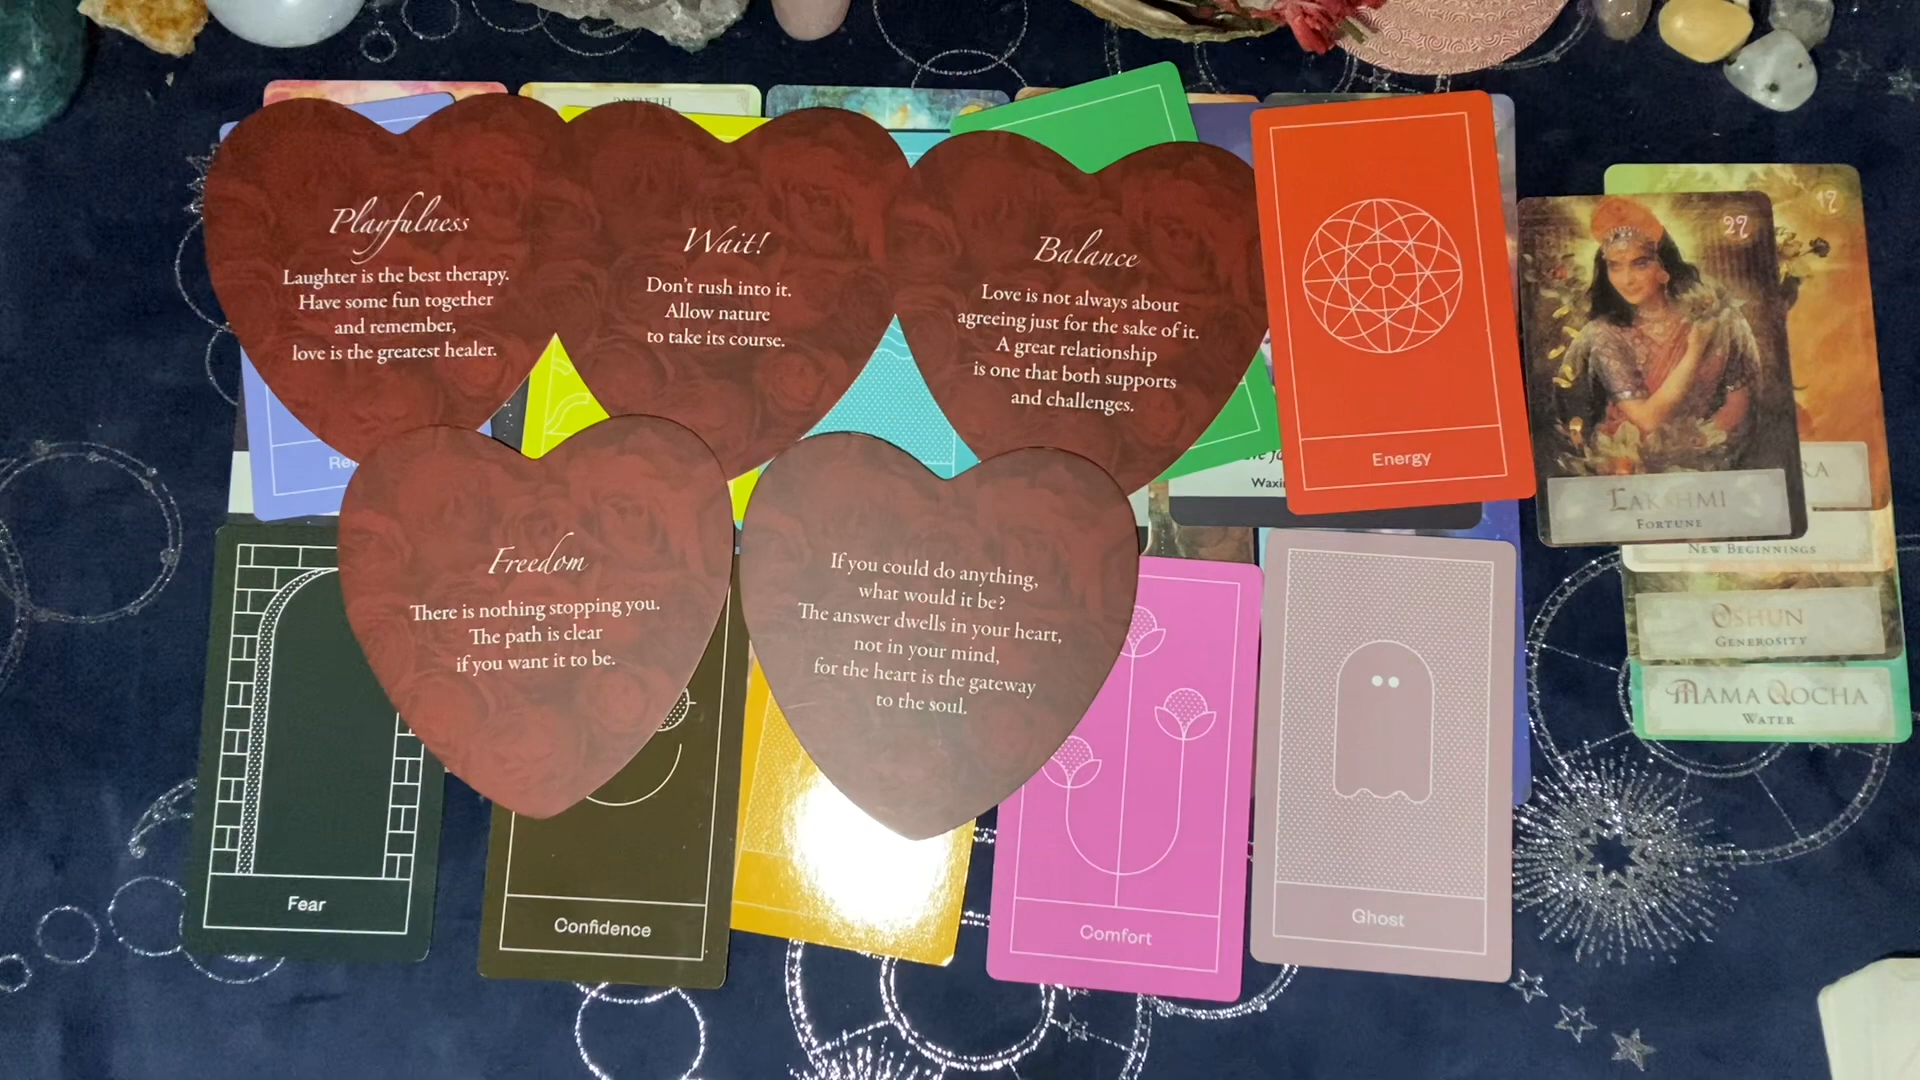 Playfulness
Laughter is the best therapy.
Have some fun together
and remember,
love is the greatest healer.
Wait!
Don't rush into it.
Allow nature
to take its course.
Balance
Love is not always about
agreeing just for the sake of it.
A great relationship
is one that both supports
and challenges.
Energy
27
17
LAKSHMI
FORTUNE
RA
NEW BEGINNINGS
OSHUN
GENEROSITY
MAMA QOCHA
WATER
Freedom
There is nothing stopping you.
The path is clear
if you want it to be.
If you could do anything,
what would it be?
The answer dwells in your heart,
not in your mind,
for the heart is the gateway
to the soul.
Fear
Confidence
Comfort
Ghost